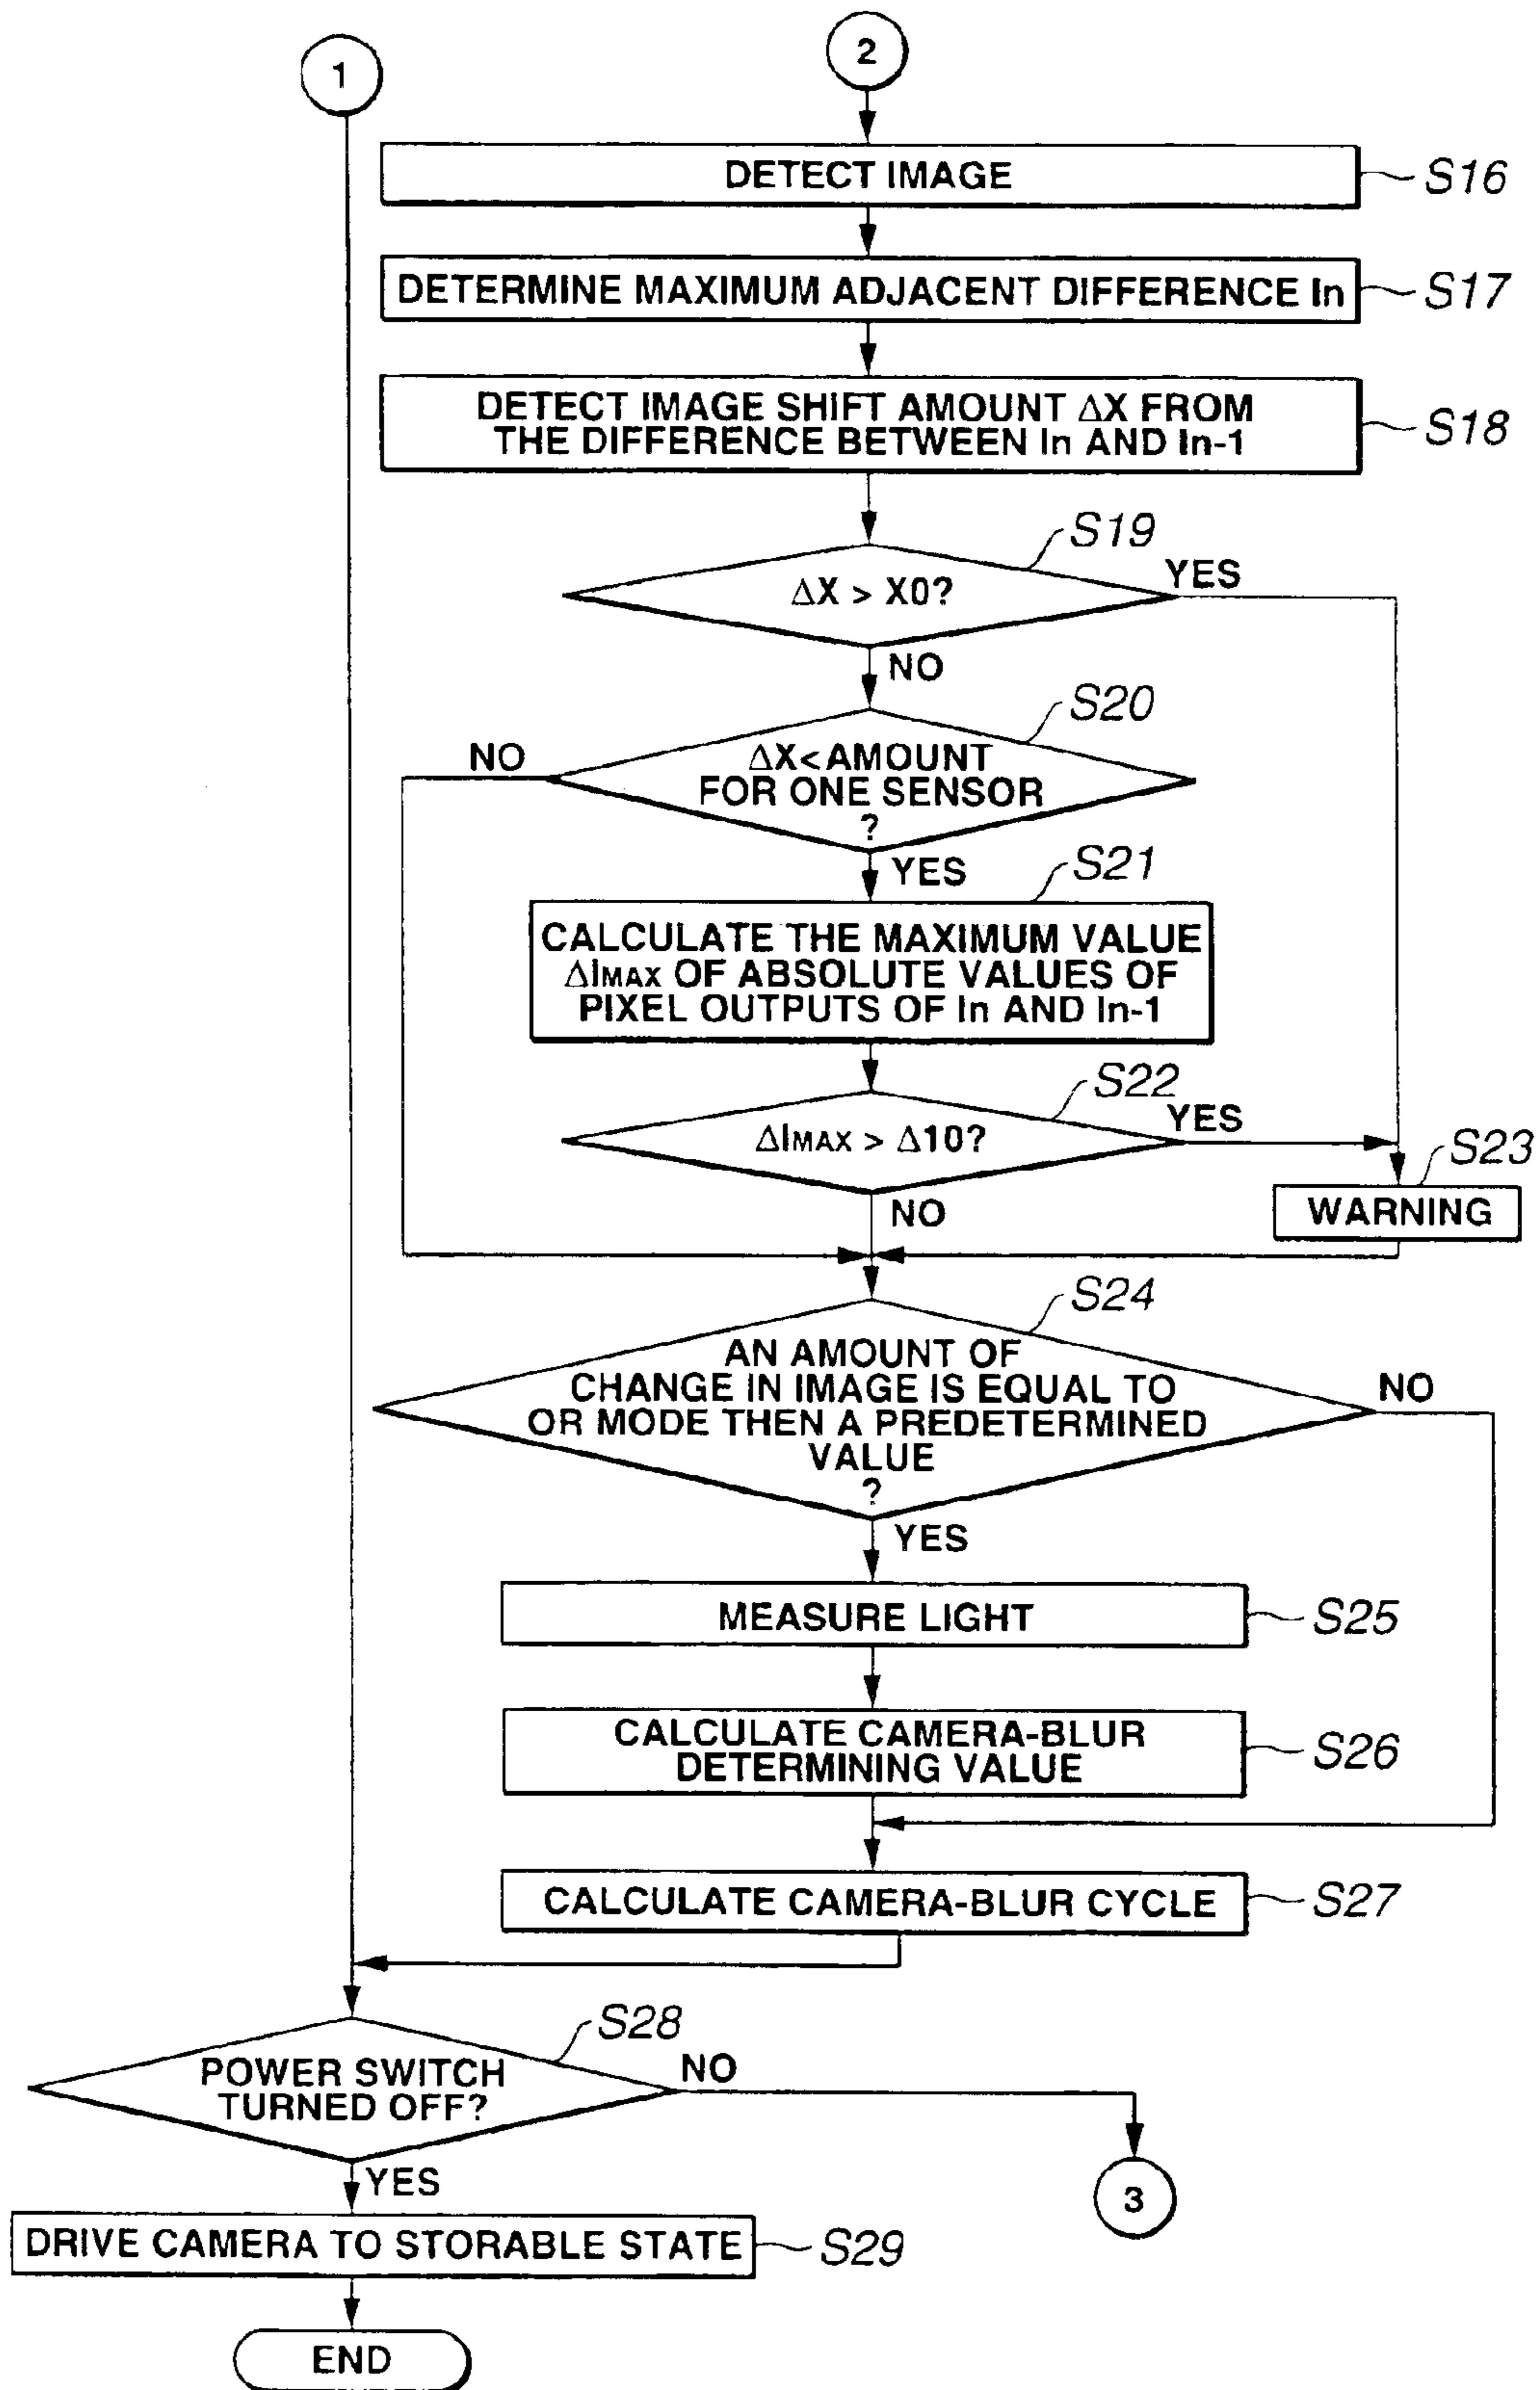 1
2
DETECT IMAGE
S16
DETERMINE MAXIMUM ADJACENT DIFFERENCE In
S17
DETECT IMAGE SHIFT AMOUNT ΔX FROM
THE DIFFERENCE BETWEEN In AND In-1
S18
S19
ΔX > X0?
YES
NO
S20
NO
ΔX<AMOUNT
FOR ONE SENSOR
?
YES
S21
CALCULATE THE MAXIMUM VALUE
ΔIMAX OF ABSOLUTE VALUES OF
PIXEL OUTPUTS OF In AND In-1
S22
ΔIMAX > Δ10?
YES
S23
NO
WARNING
S24
AN AMOUNT OF
CHANGE IN IMAGE IS EQUAL TO
OR MODE THEN A PREDETERMINED
VALUE
?
NO
YES
MEASURE LIGHT
S25
CALCULATE CAMERA-BLUR
DETERMINING VALUE
S26
CALCULATE CAMERA-BLUR CYCLE
S27
S28
POWER SWITCH
TURNED OFF?
NO
YES
3
DRIVE CAMERA TO STORABLE STATE
S29
END